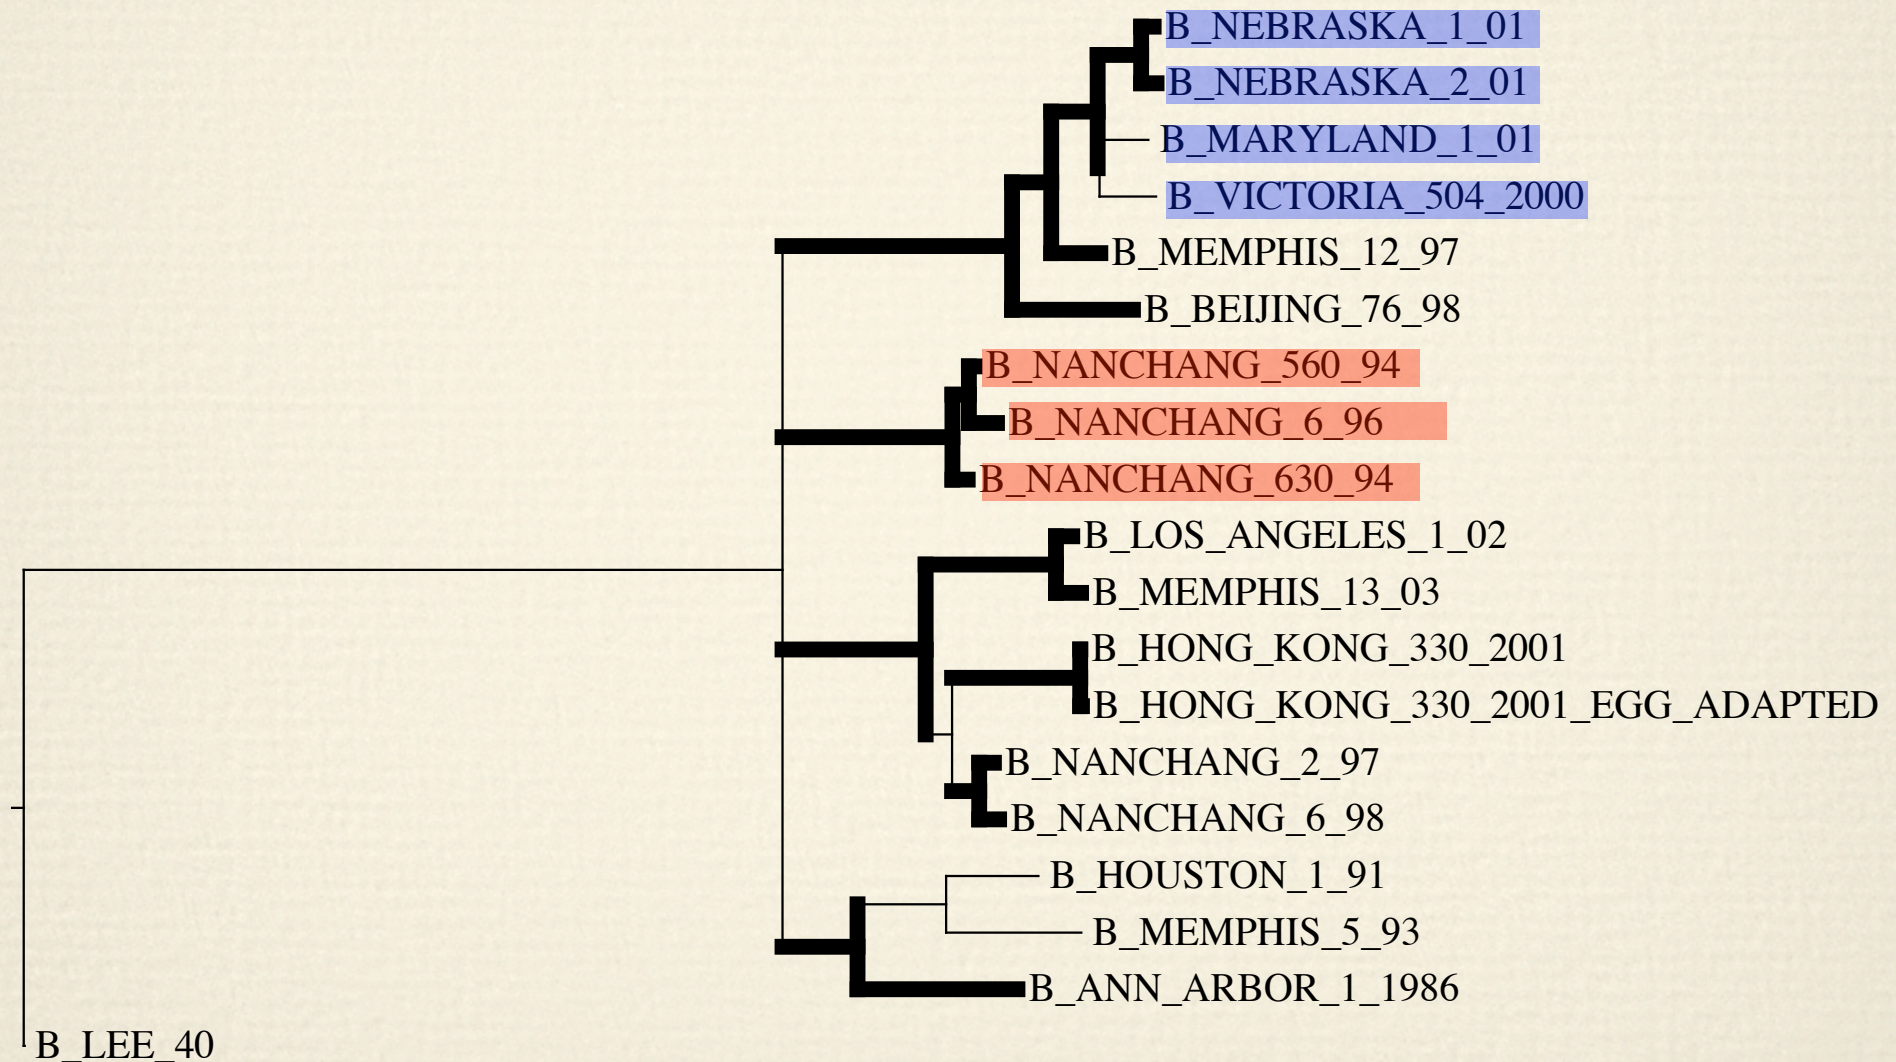 B_NEBRASKA_1_01
B_NEBRASKA_2_01
B_MARYLAND_1_01
B_VICTORIA_504_2000
B_MEMPHIS_12_97
B_BEIJING_76_98
B_NANCHANG_560_94
B_NANCHANG_6_96
B_NANCHANG_630_94
B_LOS_ANGELES_1_02
B_MEMPHIS_13_03
B_HONG_KONG_330_2001
B_HONG_KONG_330_2001_EGG_ADAPTED
B_NANCHANG_2_97
B_NANCHANG_6_98
B_HOUSTON_1_91
B_MEMPHIS_5_93
B_ANN_ARBOR_1_1986
B_LEE_40